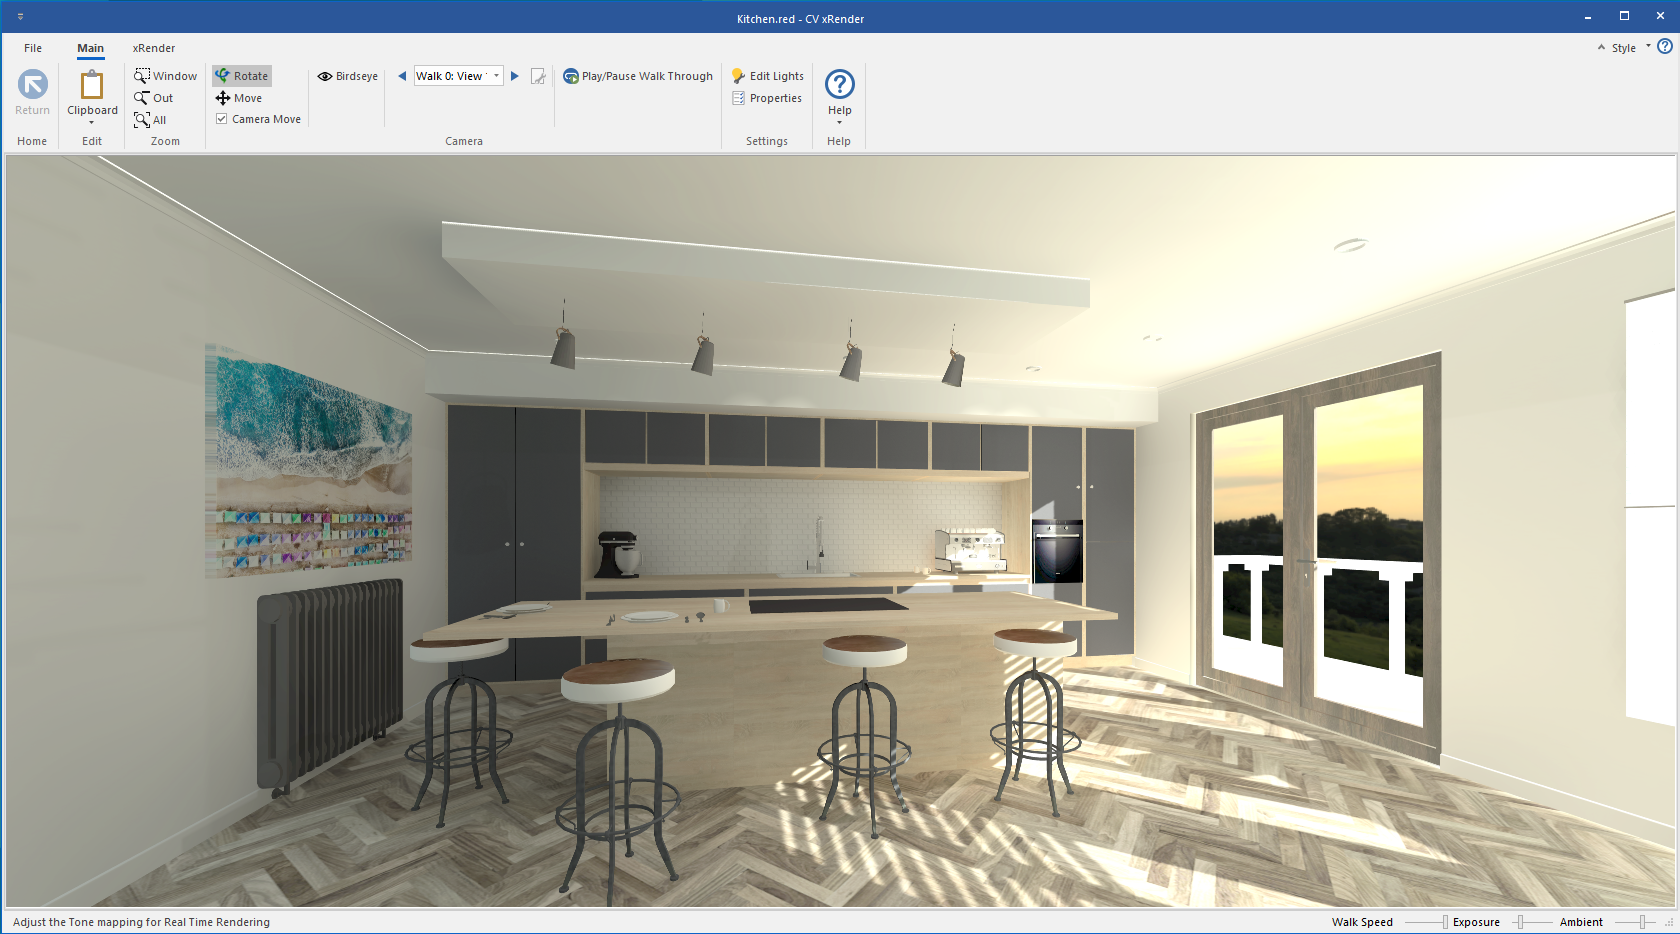 Kitchen.red - CV xRender
File Main xRender Style
Return
Home
Clipboard
Edit
Window
Out
All
Zoom
Rotate
Move
Camera Move
Birdseye
Walk 0: View
Play/Pause Walk Through
Camera
Edit Lights
Properties
Settings
Help
Help
Adjust the Tone mapping for Real Time Rendering
Walk Speed Exposure Ambient